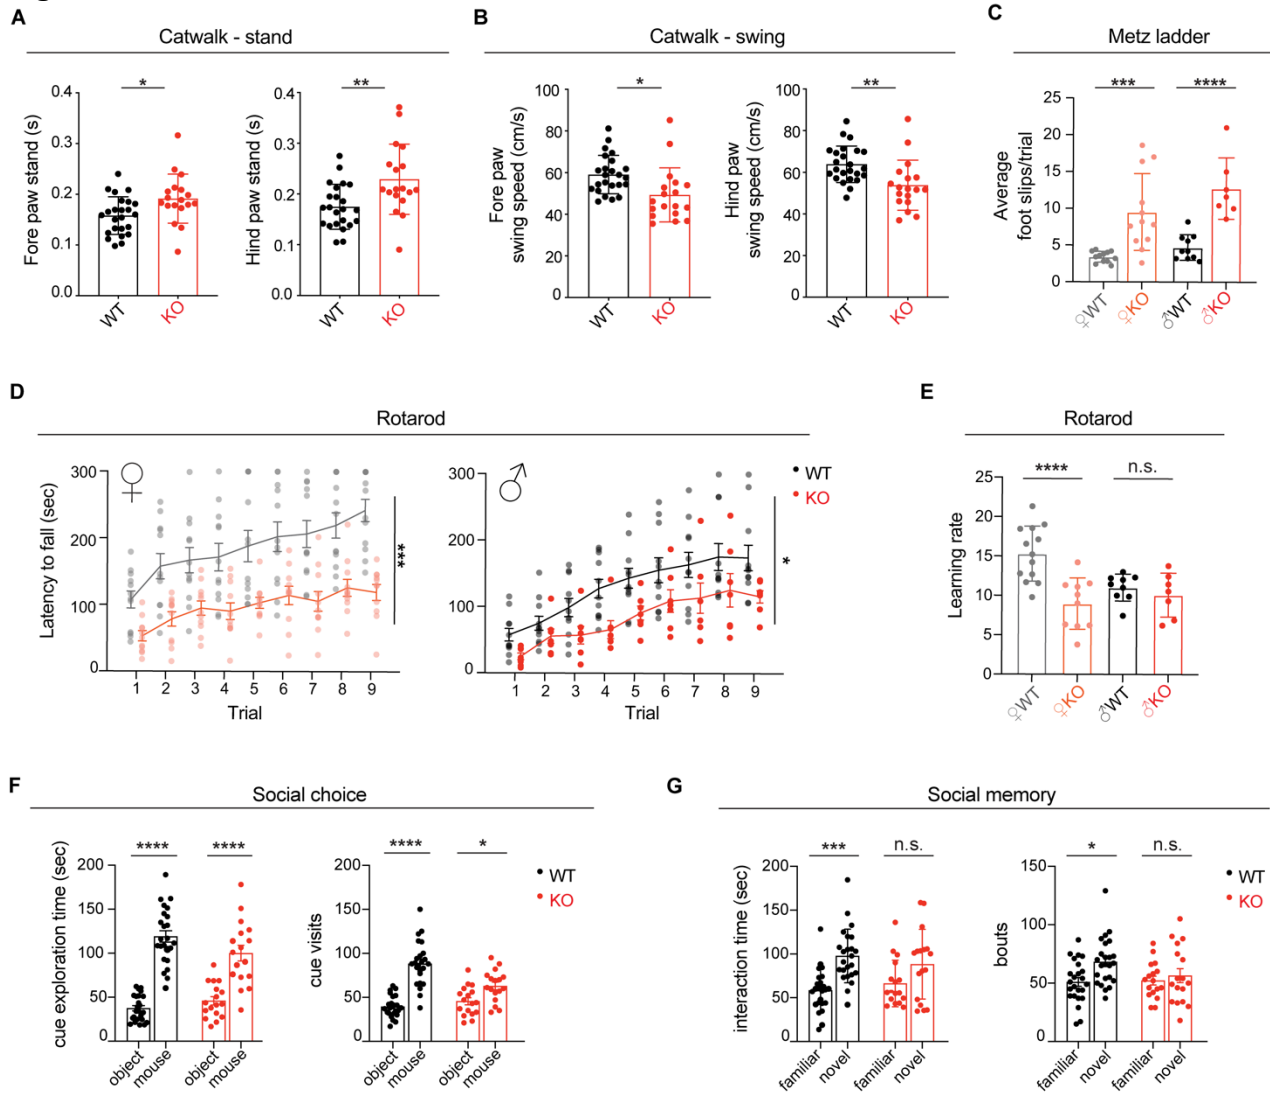 A
Catwalk - stand
*
0.4
0.3
0.2
0.1
0.0
Fore paw stand (s)
WT
KO
**
0.4
0.3
0.2
0.1
0.0
Hind paw stand (s)
WT
KO
B
Catwalk - swing
*
100
80
60
40
20
0
Fore paw
swing speed (cm/s)
WT
KO
**
100
80
60
40
20
0
Hind paw
swing speed (cm/s)
WT
KO
C
Metz ladder
***
****
25
20
15
10
5
0
Average
foot slips/trial
♀WT
♀KO
♂WT
♂KO
D
Rotarod
♀
300
200
100
0
Latency to fall (sec)
1 2 3 4 5 6 7 8 9
Trial
***
♂
300
200
100
0
1 2 3 4 5 6 7 8 9
Trial
*
WT
KO
E
Rotarod
****
n.s.
25
20
15
10
5
0
Learning rate
♀WT
♀KO
♂WT
♂KO
F
Social choice
****
****
200
150
100
50
0
cue exploration time (sec)
object
mouse
object
mouse
****
*
200
150
100
50
0
cue visits
object
mouse
object
mouse
WT
KO
G
Social memory
***
n.s.
200
150
100
50
0
interaction time (sec)
familiar
novel
familiar
novel
*
n.s.
150
100
50
0
bouts
familiar
novel
familiar
novel
WT
KO